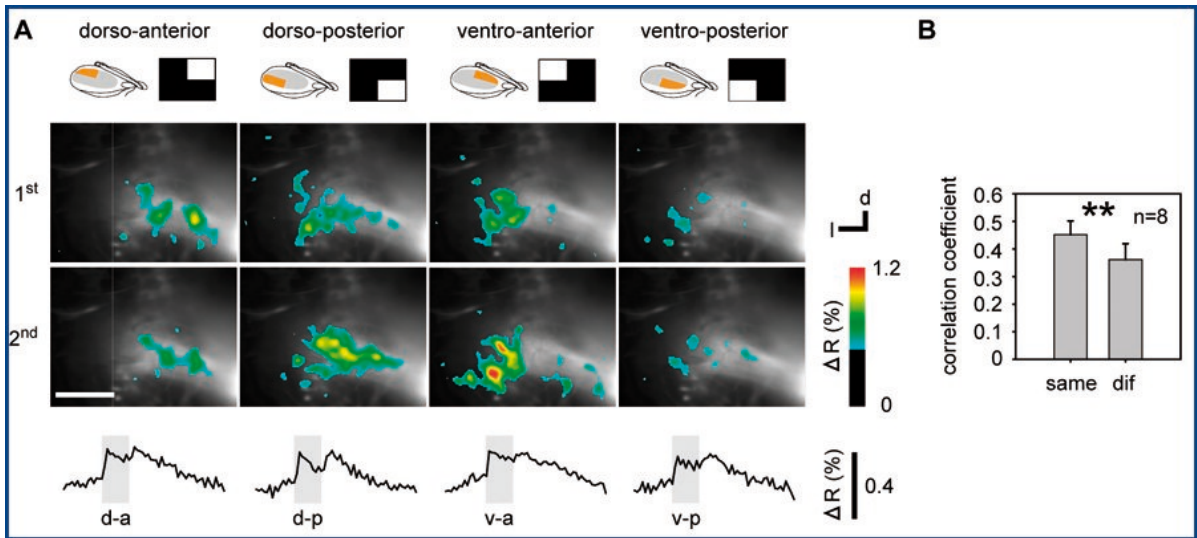 A
B
dorso-anterior dorso-posterior ventro-anterior ventro-posterior
1st
2nd
l
d
1.2
ΔR (%)
0
d-a d-p v-a v-p
ΔR (%)
0.4
correlation coefficient
0.6
0.5
0.4
0.3
0.2
0.1
0
** n=8
same dif